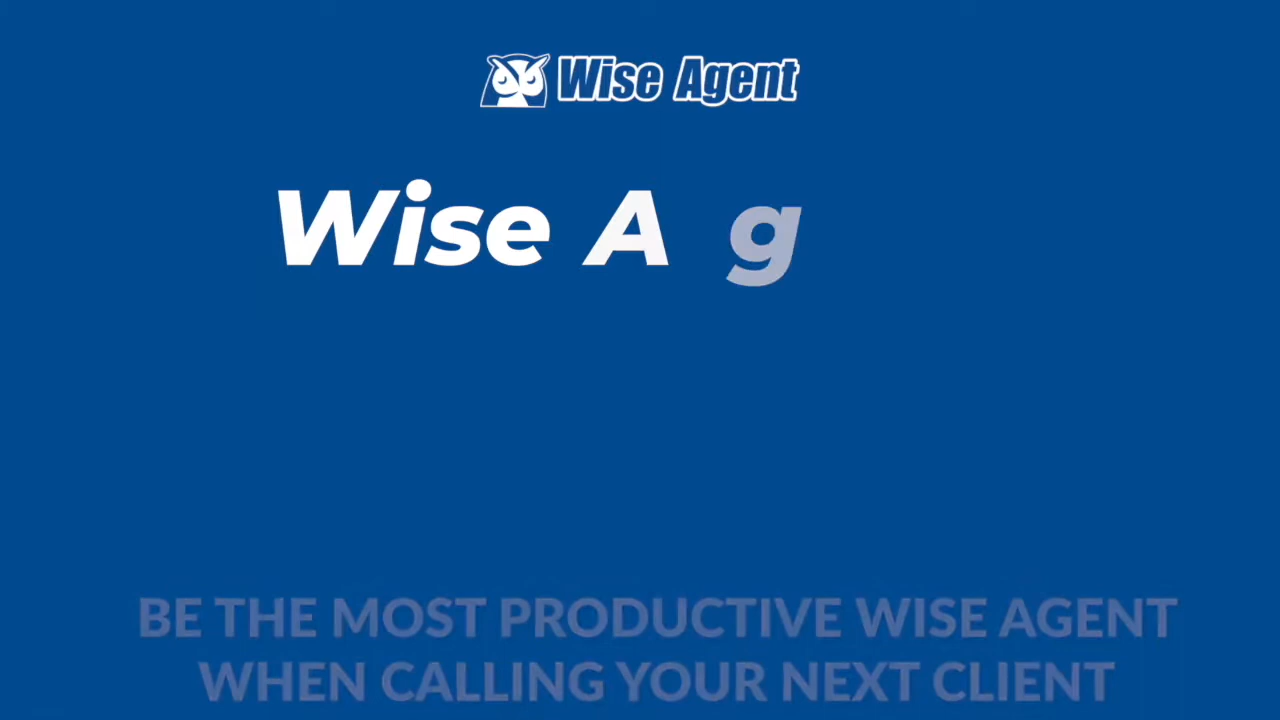 Wise Agent
Wise A g
BE THE MOST PRODUCTIVE WISE AGENT
WHEN CALLING YOUR NEXT CLIENT